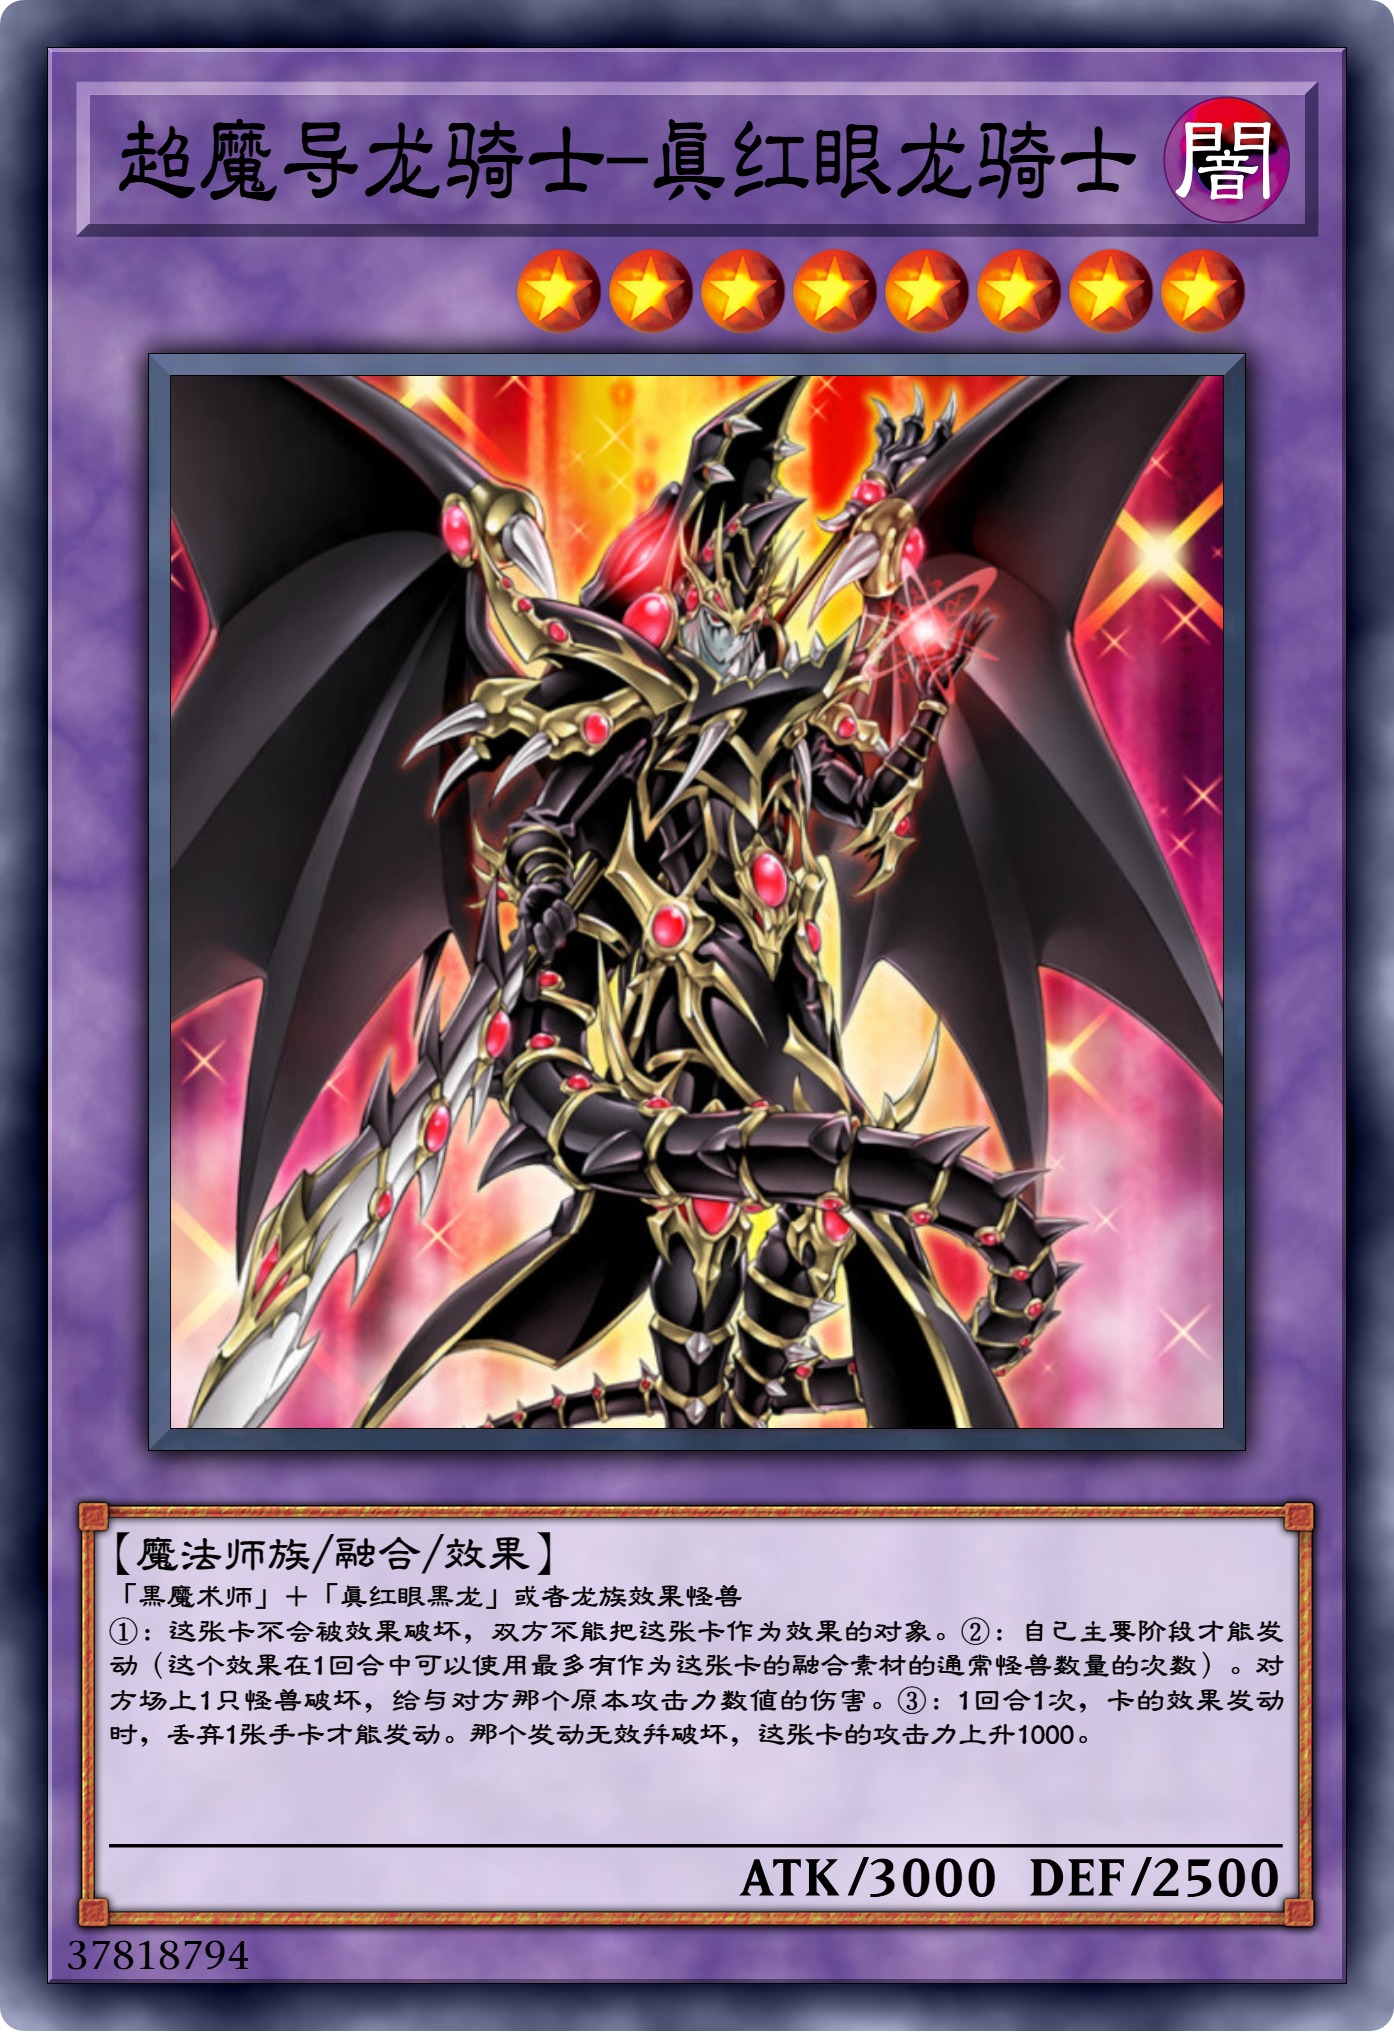 超魔导龙骑士-真红眼龙骑士
闇
【魔法师族/融合/效果】
「黑魔术师」＋「真红眼黑龙」或者龙族效果怪兽
①：这张卡不会被效果破坏，双方不能把这张卡作为效果的对象。②：自己主要阶段才能发
动（这个效果在1回合中可以使用最多有作为这张卡的融合素材的通常怪兽数量的次数）。对
方场上1只怪兽破坏，给与对方那个原本攻击力数值的伤害。③：1回合1次，卡的效果发动
时，丢弃1张手卡才能发动。那个发动无效并破坏，这张卡的攻击力上升1000。
ATK/3000 DEF/2500
37818794